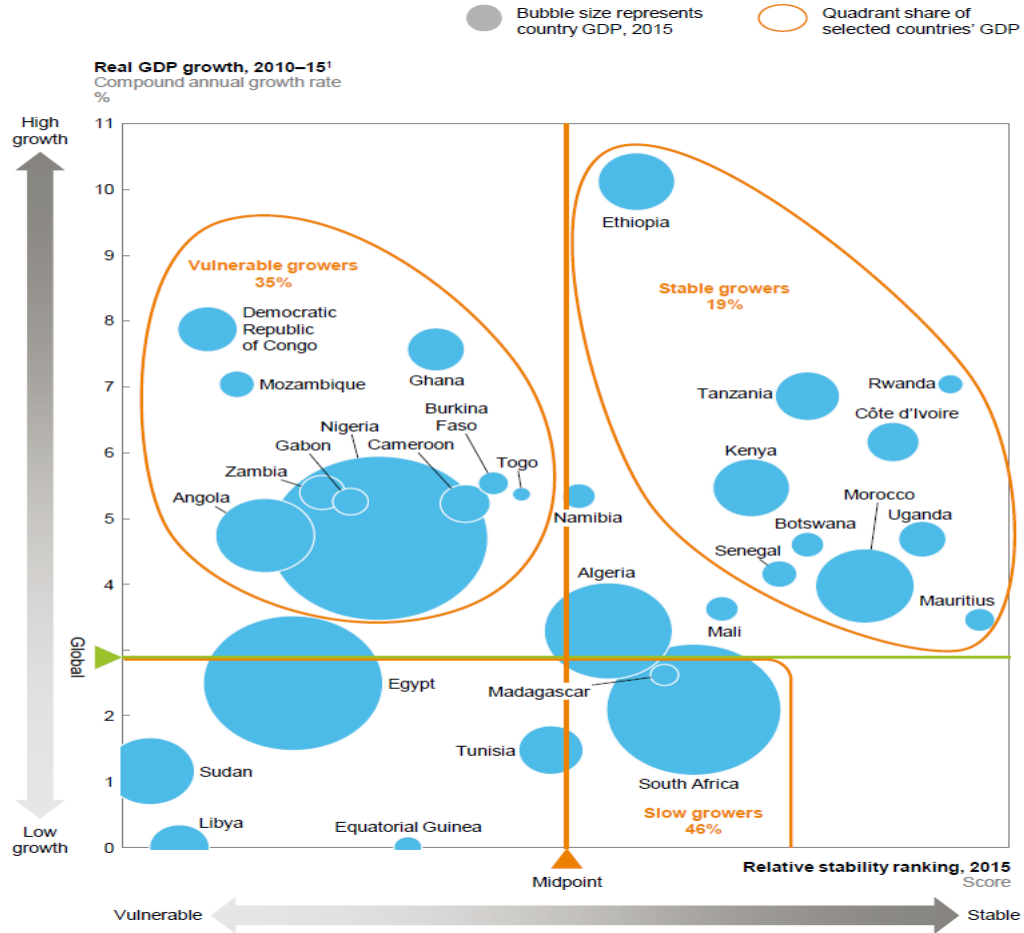 Bubble size represents
country GDP, 2015
Quadrant share of
selected countries' GDP
Real GDP growth, 2010–15¹
Compound annual growth rate
%
High
growth
11
10
9
8
7
6
5
4
2
1
0
Global
Low
growth
Vulnerable growers
35%
Democratic
Republic
of Congo
Mozambique
Ghana
Burkina
Faso
Nigeria
Gabon
Cameroon
Togo
Zambia
Angola
Ethiopia
Stable growers
19%
Tanzania
Rwanda
Côte d'Ivoire
Kenya
Morocco
Uganda
Botswana
Senegal
Namibia
Algeria
Mali
Mauritius
Egypt
Madagascar
Tunisia
Sudan
South Africa
Libya
Equatorial Guinea
Slow growers
46%
Midpoint
Relative stability ranking, 2015
Score
Vulnerable
Stable